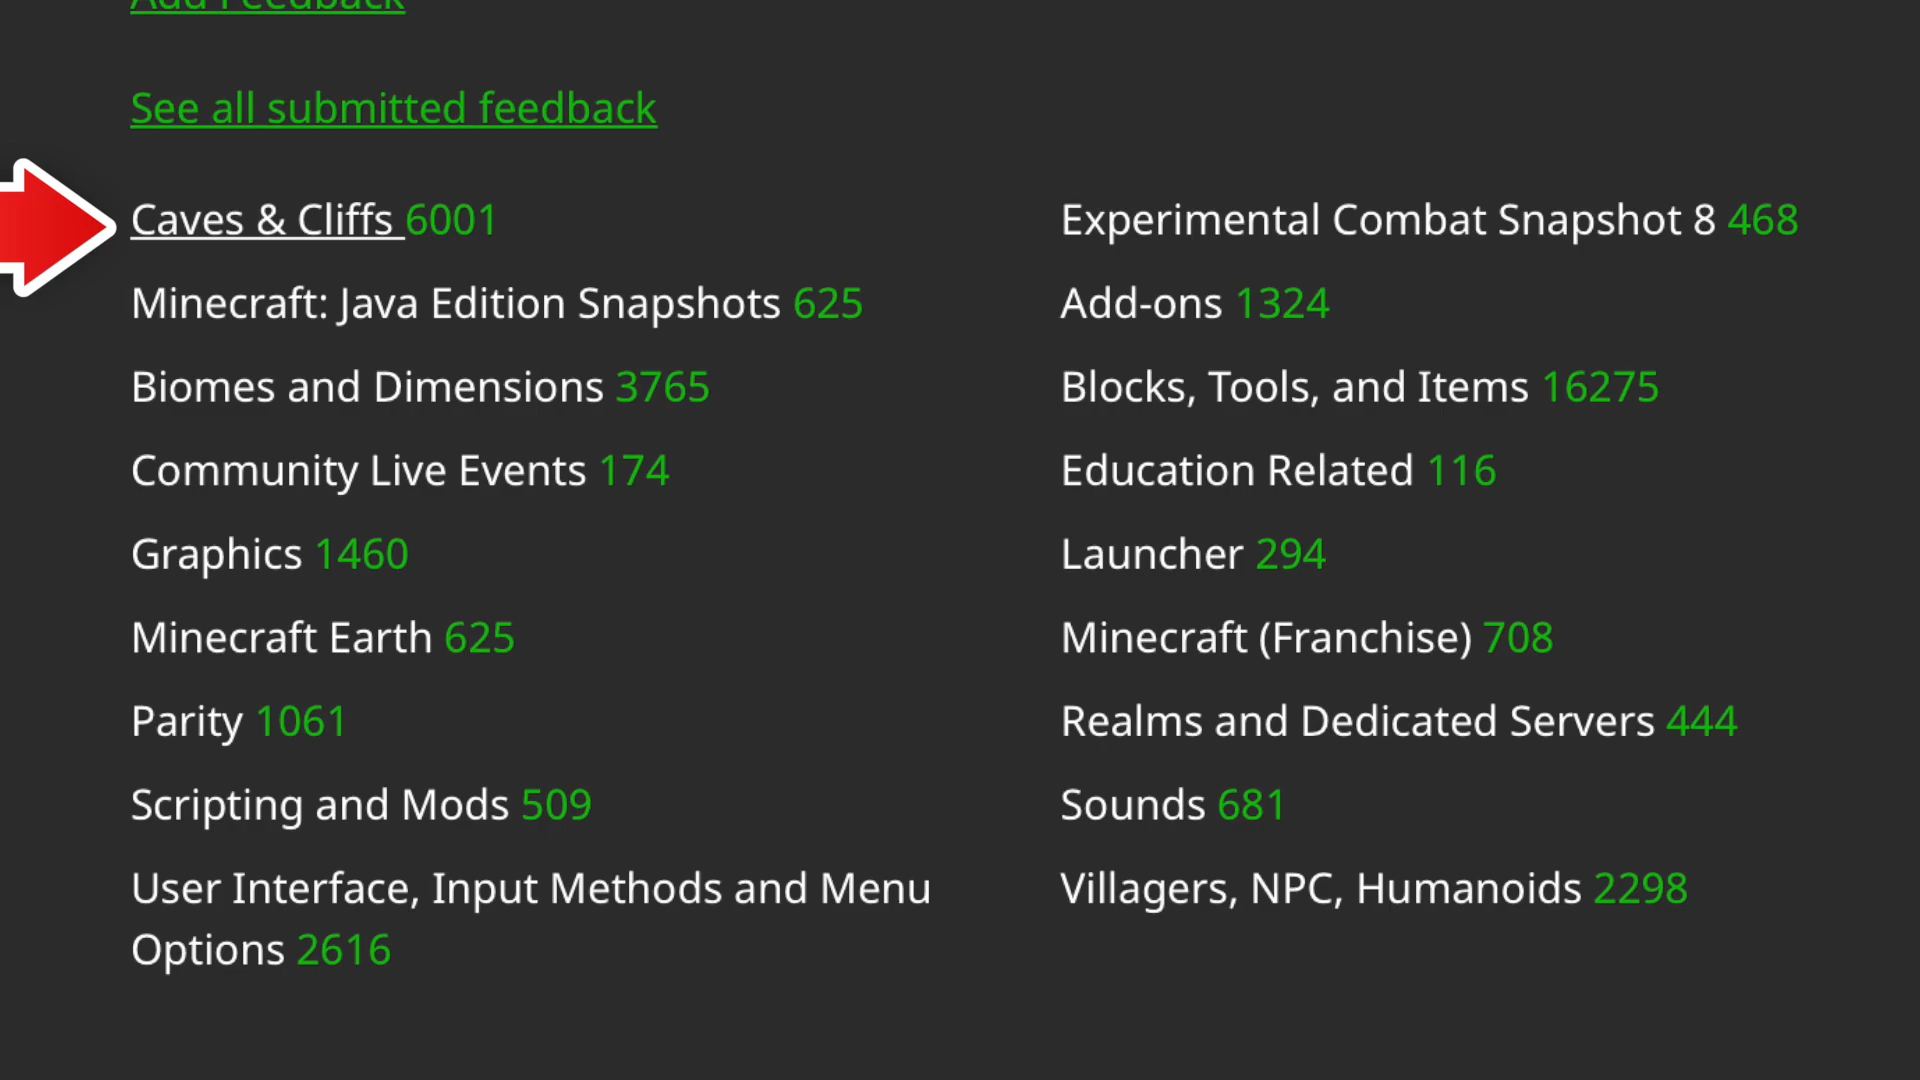 Add Feedback
See all submitted feedback
Caves & Cliffs 6001
Experimental Combat Snapshot 8 468
Minecraft: Java Edition Snapshots 625
Add-ons 1324
Biomes and Dimensions 3765
Blocks, Tools, and Items 16275
Community Live Events 174
Education Related 116
Graphics 1460
Launcher 294
Minecraft Earth 625
Minecraft (Franchise) 708
Parity 1061
Realms and Dedicated Servers 444
Scripting and Mods 509
Sounds 681
User Interface, Input Methods and Menu
Options 2616
Villagers, NPC, Humanoids 2298